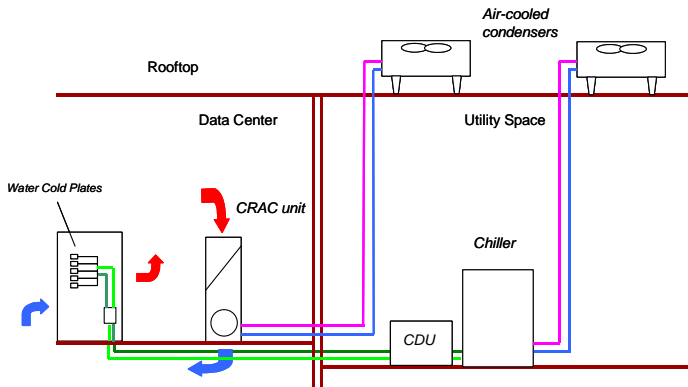 Air-cooled
condensers
Rooftop
Data Center
Utility Space
Water Cold Plates
CRAC unit
Chiller
CDU